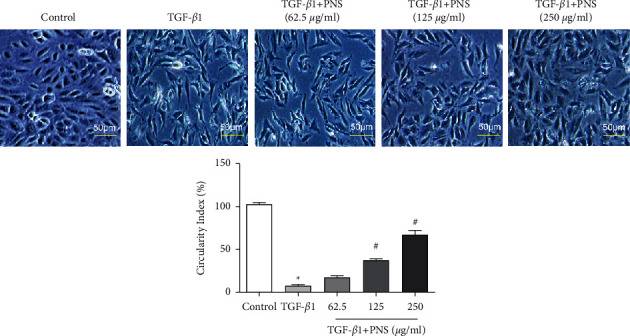 Control
TGF-β1
TGF-β1+PNS
(62.5 μg/ml)
TGF-β1+PNS
(125 μg/ml)
TGF-β1+PNS
(250 μg/ml)
50μm
50μm
50μm
50μm
50μm
Circularity Index (%)
150
100
50
0
*
#
#
Control
TGF-β1
62.5
125
250
TGF-β1+PNS (μg/ml)